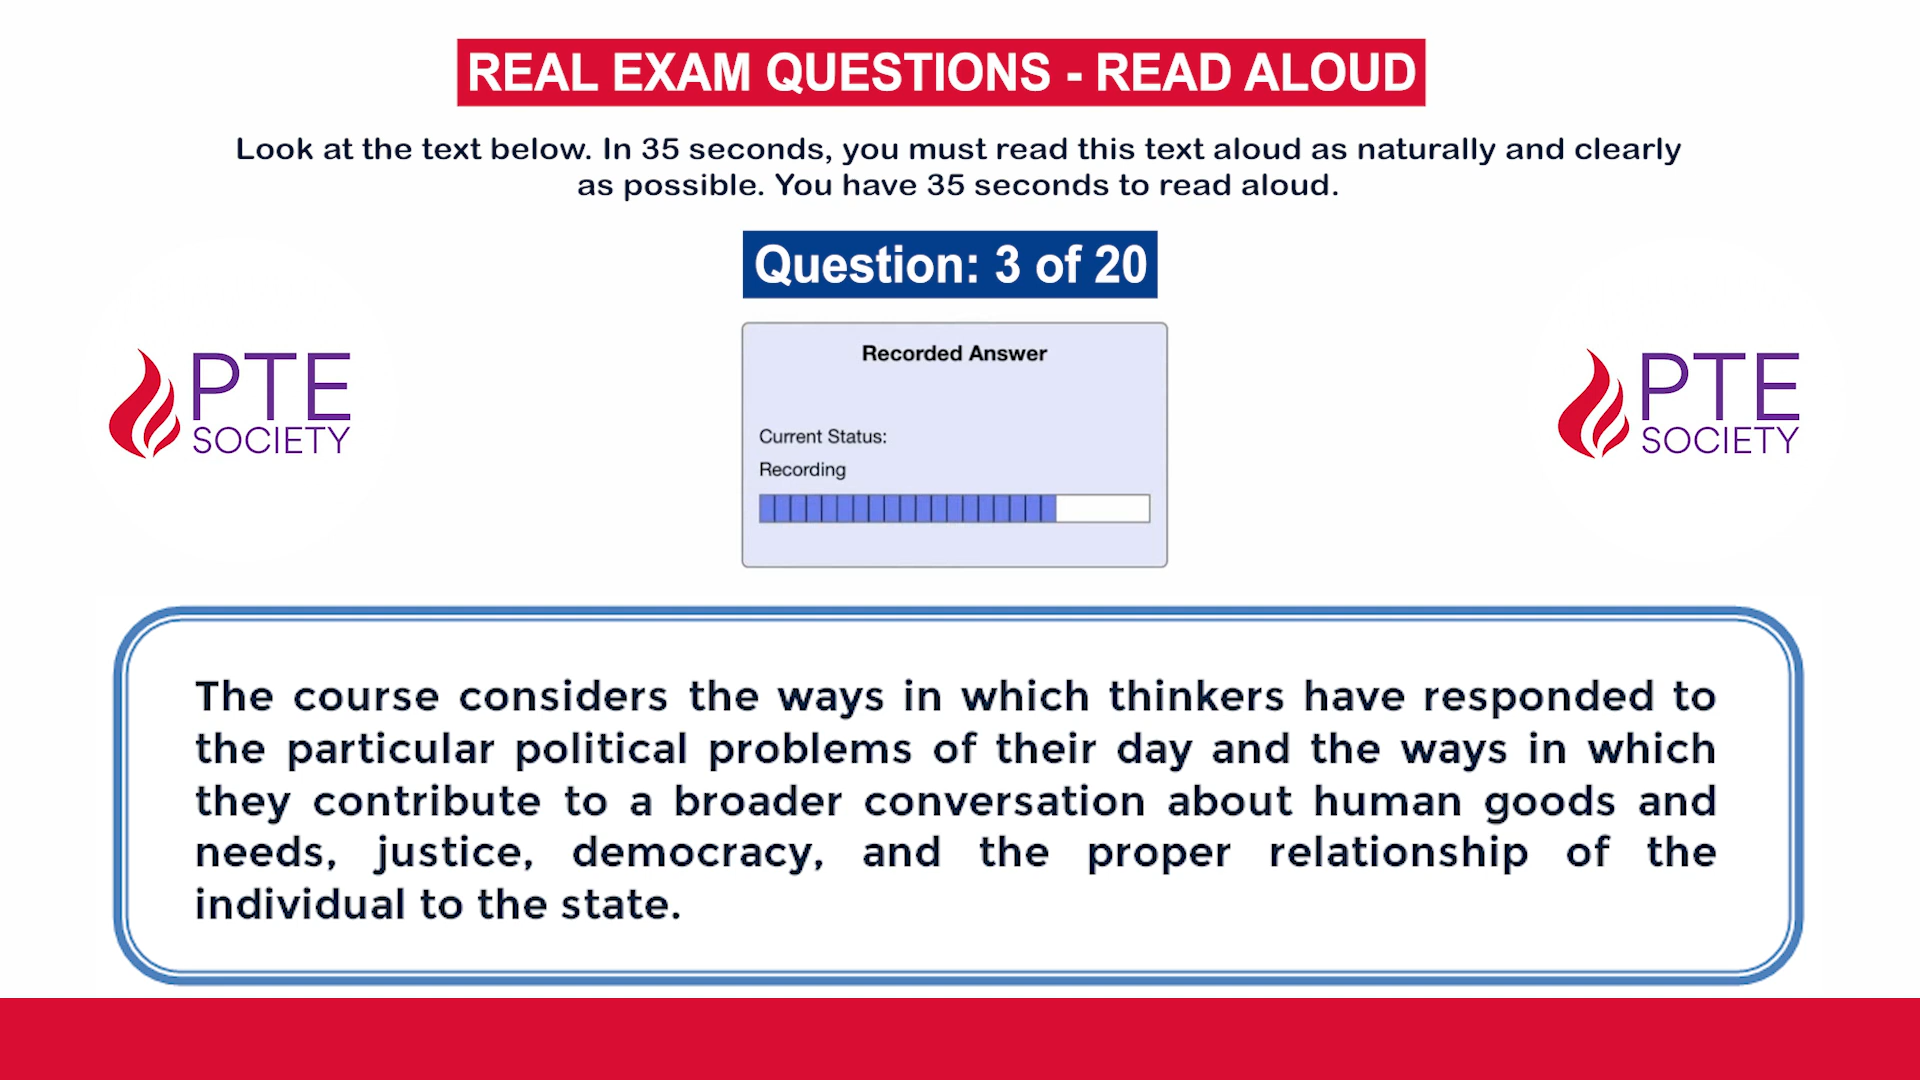 REAL EXAM QUESTIONS - READ ALOUD
Look at the text below. In 35 seconds, you must read this text aloud as naturally and clearly
as possible. You have 35 seconds to read aloud.
Question: 3 of 20
PTE
SOCIETY
Recorded Answer
Current Status:
Recording
PTE
SOCIETY
The course considers the ways in which thinkers have responded to
the particular political problems of their day and the ways in which
they contribute to a broader conversation about human goods and
needs, justice, democracy, and the proper relationship of the
individual to the state.